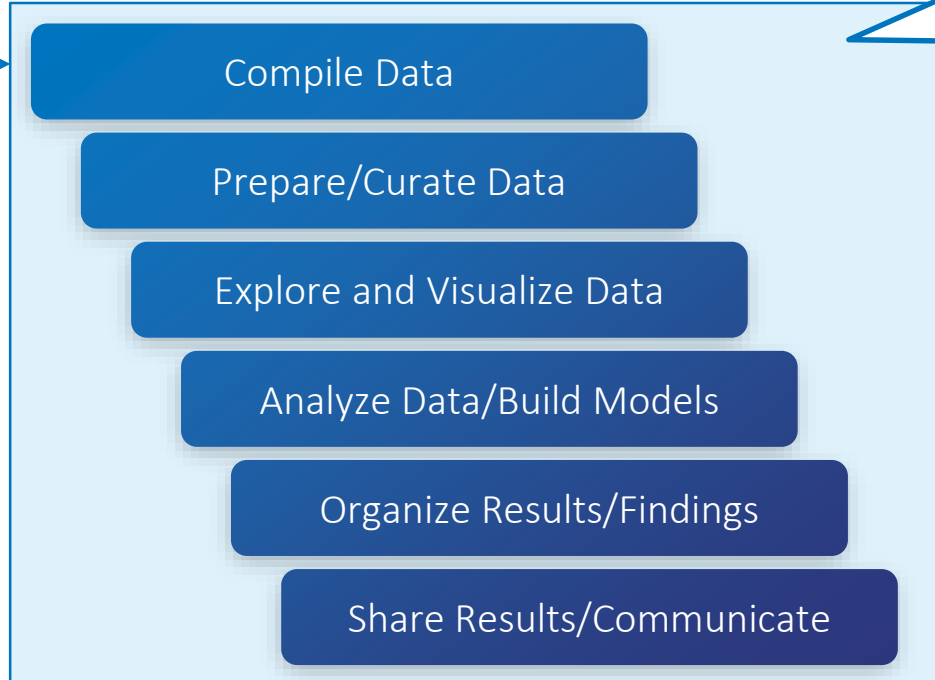 Compile Data
Prepare/Curate Data
Explore and Visualize Data
Analyze Data/Build Models
Organize Results/Findings
Share Results/Communicate